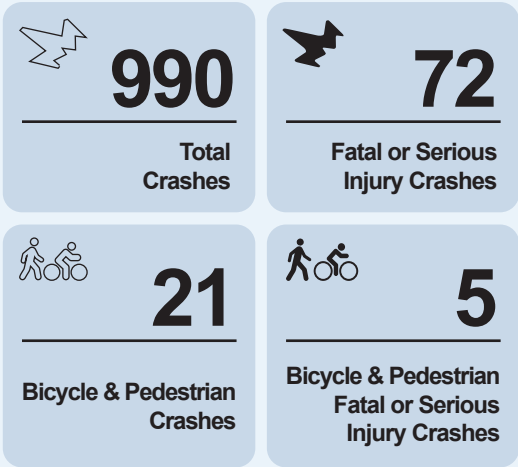 990
Total
Crashes
72
Fatal or Serious
Injury Crashes
21
Bicycle & Pedestrian
Crashes
5
Bicycle & Pedestrian
Fatal or Serious
Injury Crashes